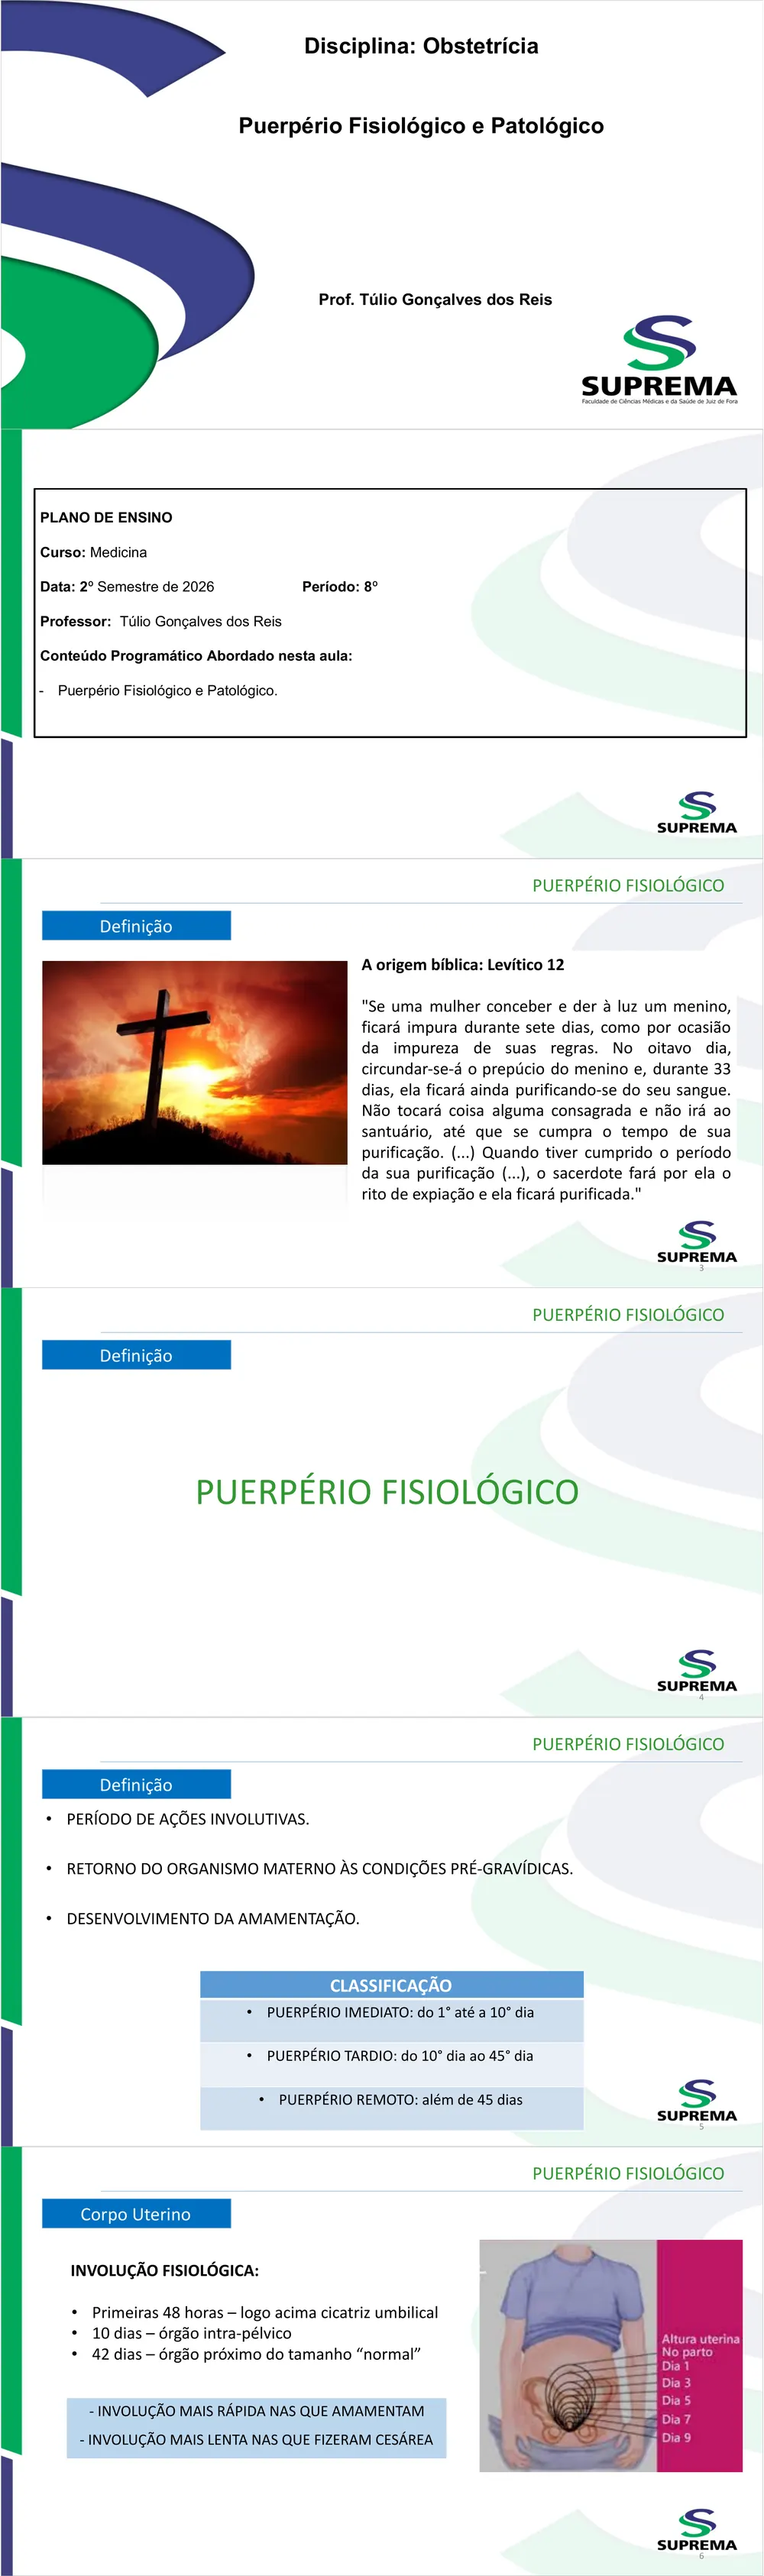 Disciplina: Obstetrícia
Puerpério Fisiológico e Patológico
Prof. Túlio Gonçalves dos Reis
SUPREMA
Faculdade de Ciências Médicas e da Saúde de Juiz de Fora
PLANO DE ENSINO
Curso: Medicina
Data: 2º Semestre de 2026 Período: 8º
Professor: Túlio Gonçalves dos Reis
Conteúdo Programático Abordado nesta aula:
- Puerpério Fisiológico e Patológico.
SUPREMA
PUERPÉRIO FISIOLÓGICO
Definição
A origem bíblica: Levítico 12
"Se uma mulher conceber e der à luz um menino,
ficará impura durante sete dias, como por ocasião
da impureza de suas regras. No oitavo dia,
circundar-se-á o prepúcio do menino e, durante 33
dias, ela ficará ainda purificando-se do seu sangue.
Não tocará coisa alguma consagrada e não irá ao
santuário, até que se cumpra o tempo de sua
purificação. (...) Quando tiver cumprido o período
da sua purificação (...), o sacerdote fará por ela o
rito de expiação e ela ficará purificada."
SUPREMA
3
PUERPÉRIO FISIOLÓGICO
Definição
PUERPÉRIO FISIOLÓGICO
SUPREMA
4
PUERPÉRIO FISIOLÓGICO
Definição
• PERÍODO DE AÇÕES INVOLUTIVAS.
• RETORNO DO ORGANISMO MATERNO ÀS CONDIÇÕES PRÉ-GRAVÍDICAS.
• DESENVOLVIMENTO DA AMAMENTAÇÃO.
CLASSIFICAÇÃO
• PUERPÉRIO IMEDIATO: do 1° até a 10° dia
• PUERPÉRIO TARDIO: do 10° dia ao 45° dia
• PUERPÉRIO REMOTO: além de 45 dias
SUPREMA
5
PUERPÉRIO FISIOLÓGICO
Corpo Uterino
INVOLUÇÃO FISIOLÓGICA:
• Primeiras 48 horas – logo acima cicatriz umbilical
• 10 dias – órgão intra-pélvico
• 42 dias – órgão próximo do tamanho “normal”
- INVOLUÇÃO MAIS RÁPIDA NAS QUE AMAMENTAM
- INVOLUÇÃO MAIS LENTA NAS QUE FIZERAM CESÁREA
Altura uterina
No parto
Dia 1
Dia 3
Dia 5
Dia 7
Dia 9
SUPREMA
6